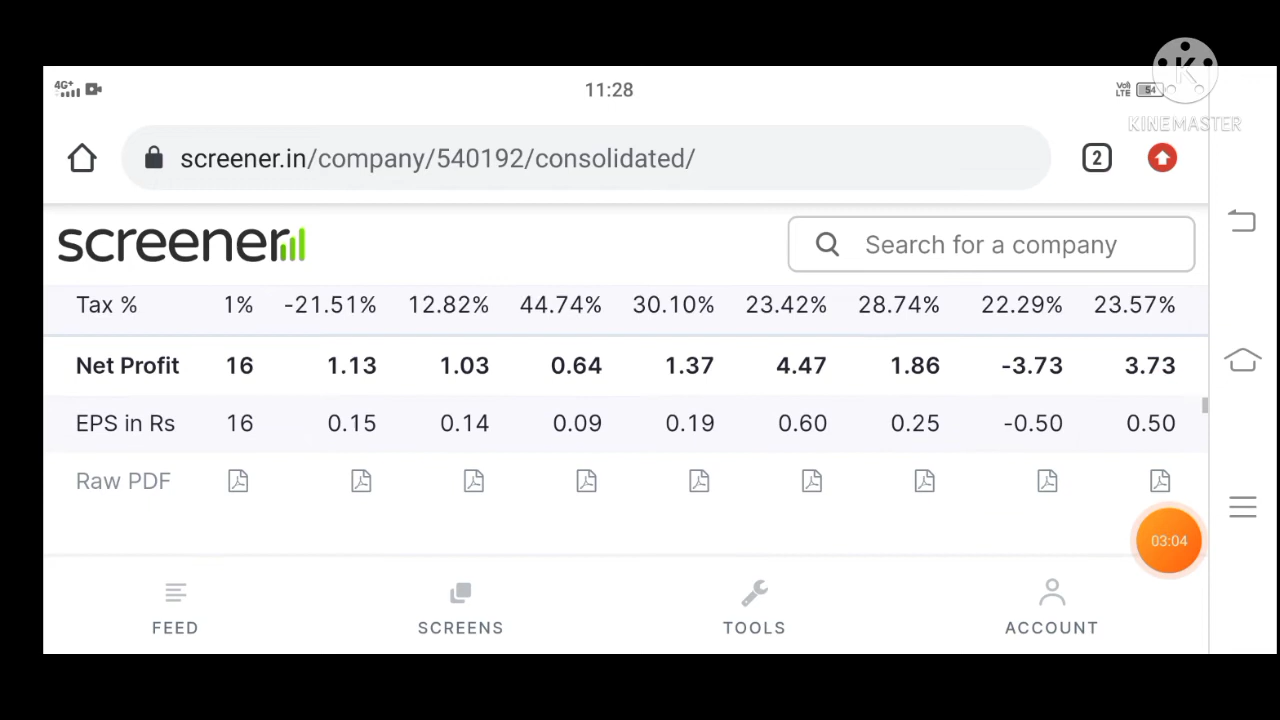 4G+ 11:28 Vo) LTE 54
KINEMASTER
screener.in/company/540192/consolidated/ 2
screener Search for a company
Tax % 1% -21.51% 12.82% 44.74% 30.10% 23.42% 28.74% 22.29% 23.57%
Net Profit 16 1.13 1.03 0.64 1.37 4.47 1.86 -3.73 3.73
EPS in Rs 16 0.15 0.14 0.09 0.19 0.60 0.25 -0.50 0.50
Raw PDF
03:04
FEED SCREENS TOOLS ACCOUNT